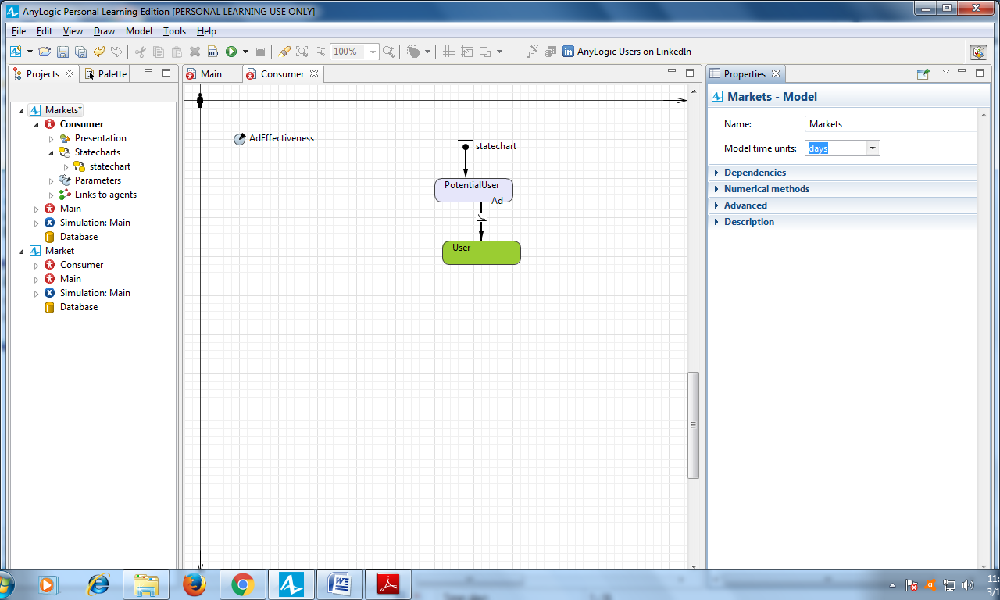 AnyLogic Personal Learning Edition [PERSONAL LEARNING USE ONLY]
File Edit View Draw Model Tools Help
100% AnyLogic Users on LinkedIn
Projects Palette
Main Consumer
Properties
Markets*
Consumer
Presentation
Statecharts
statechart
Parameters
Links to agents
Main
Simulation: Main
Database
Market
Consumer
Main
Simulation: Main
Database
AdEffectiveness
statechart
PotentialUser
Ad
User
Markets - Model
Name: Markets
Model time units: days
Dependencies
Numerical methods
Advanced
Description
11:
3/1